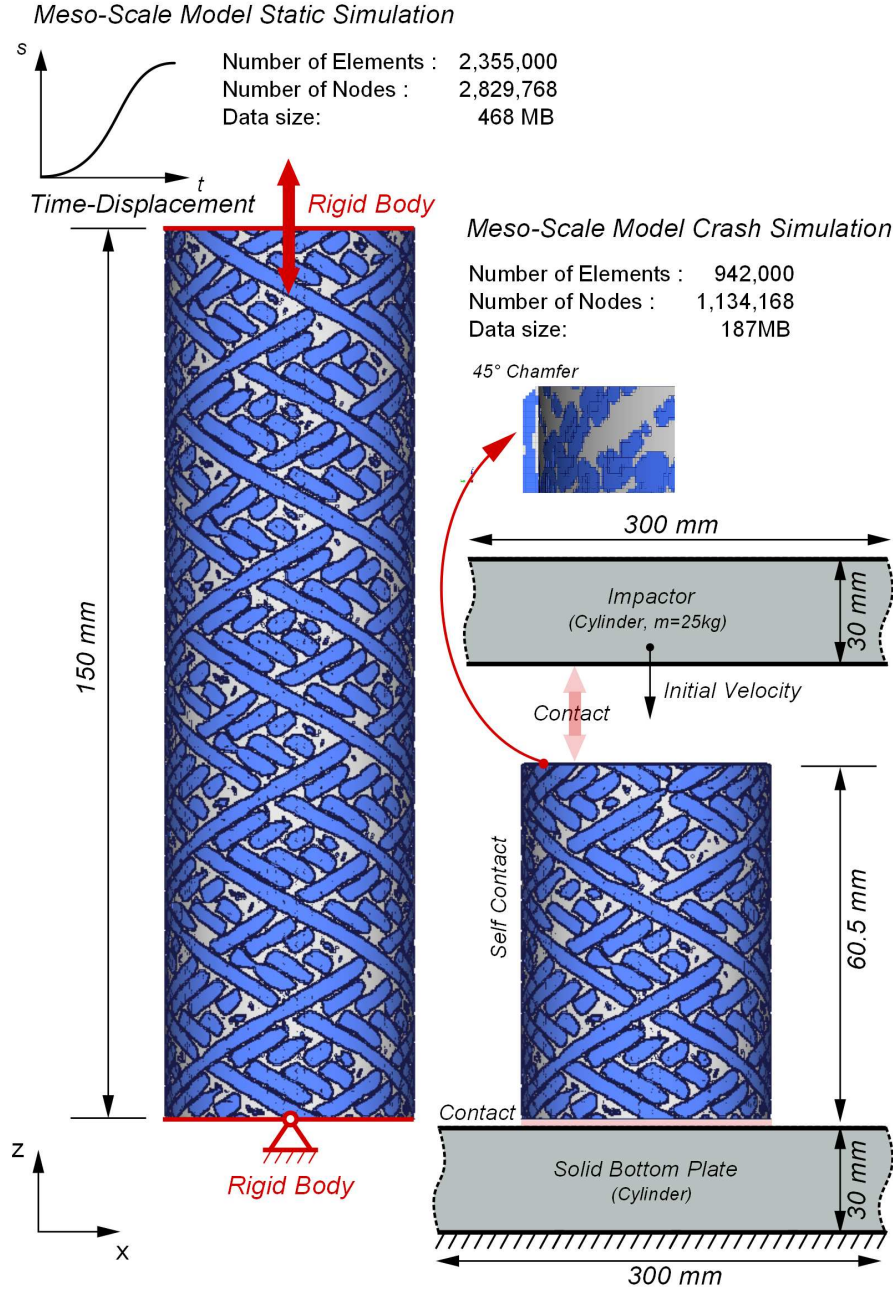 Meso-Scale Model Static Simulation
s
Number of Elements : 2,355,000
Number of Nodes : 2,829,768
Data size: 468 MB
t
Time-Displacement
Rigid Body
150 mm
Rigid Body
z
x
Meso-Scale Model Crash Simulation
Number of Elements : 942,000
Number of Nodes : 1,134,168
Data size: 187MB
45° Chamfer
300 mm
Impactor
(Cylinder, m=25kg)
30 mm
Initial Velocity
Contact
Self Contact
60.5 mm
Contact
Solid Bottom Plate
(Cylinder)
30 mm
300 mm